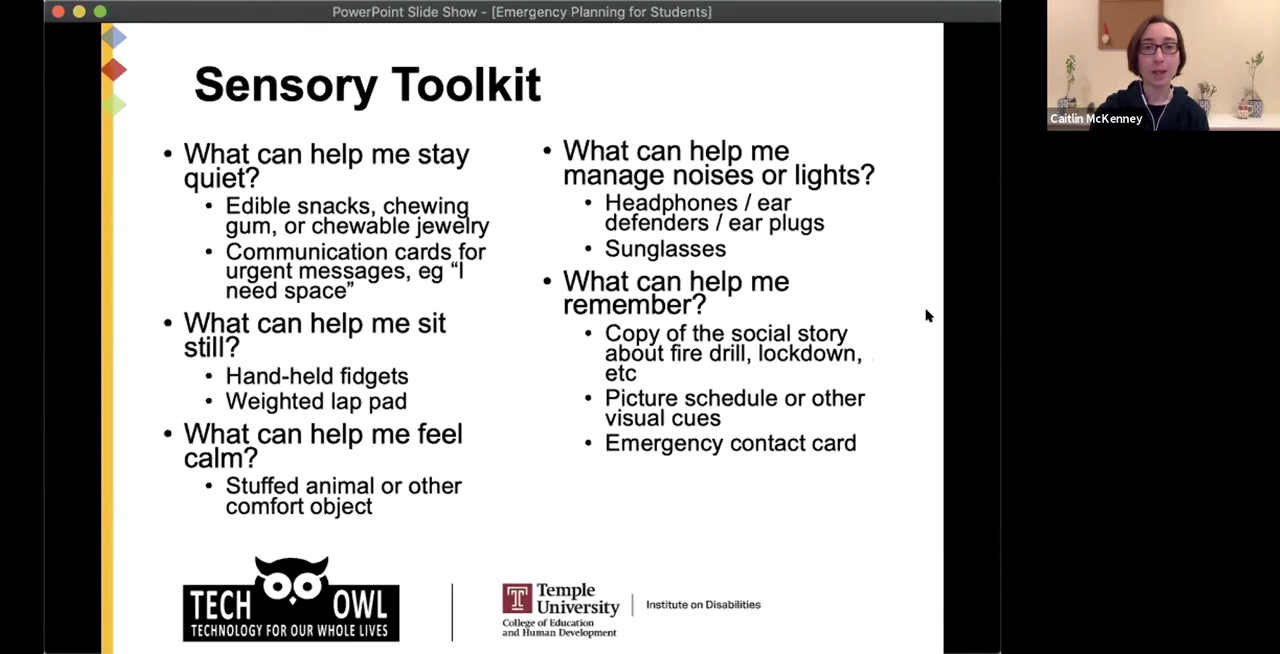 PowerPoint Slide Show - [Emergency Planning for Students]
Sensory Toolkit
• What can help me stay
quiet?
• Edible snacks, chewing
gum, or chewable jewelry
• Communication cards for
urgent messages, eg “I
need space”
• What can help me sit
still?
• Hand-held fidgets
• Weighted lap pad
• What can help me feel
calm?
• Stuffed animal or other
comfort object
• What can help me
manage noises or lights?
• Headphones / ear
defenders / ear plugs
• Sunglasses
• What can help me
remember?
• Copy of the social story
about fire drill, lockdown,
etc
• Picture schedule or other
visual cues
• Emergency contact card
TECH OWL
TECHNOLOGY FOR OUR WHOLE LIVES
T
Temple
University
College of Education
and Human Development
Institute on Disabilities
Caitlin McKenney